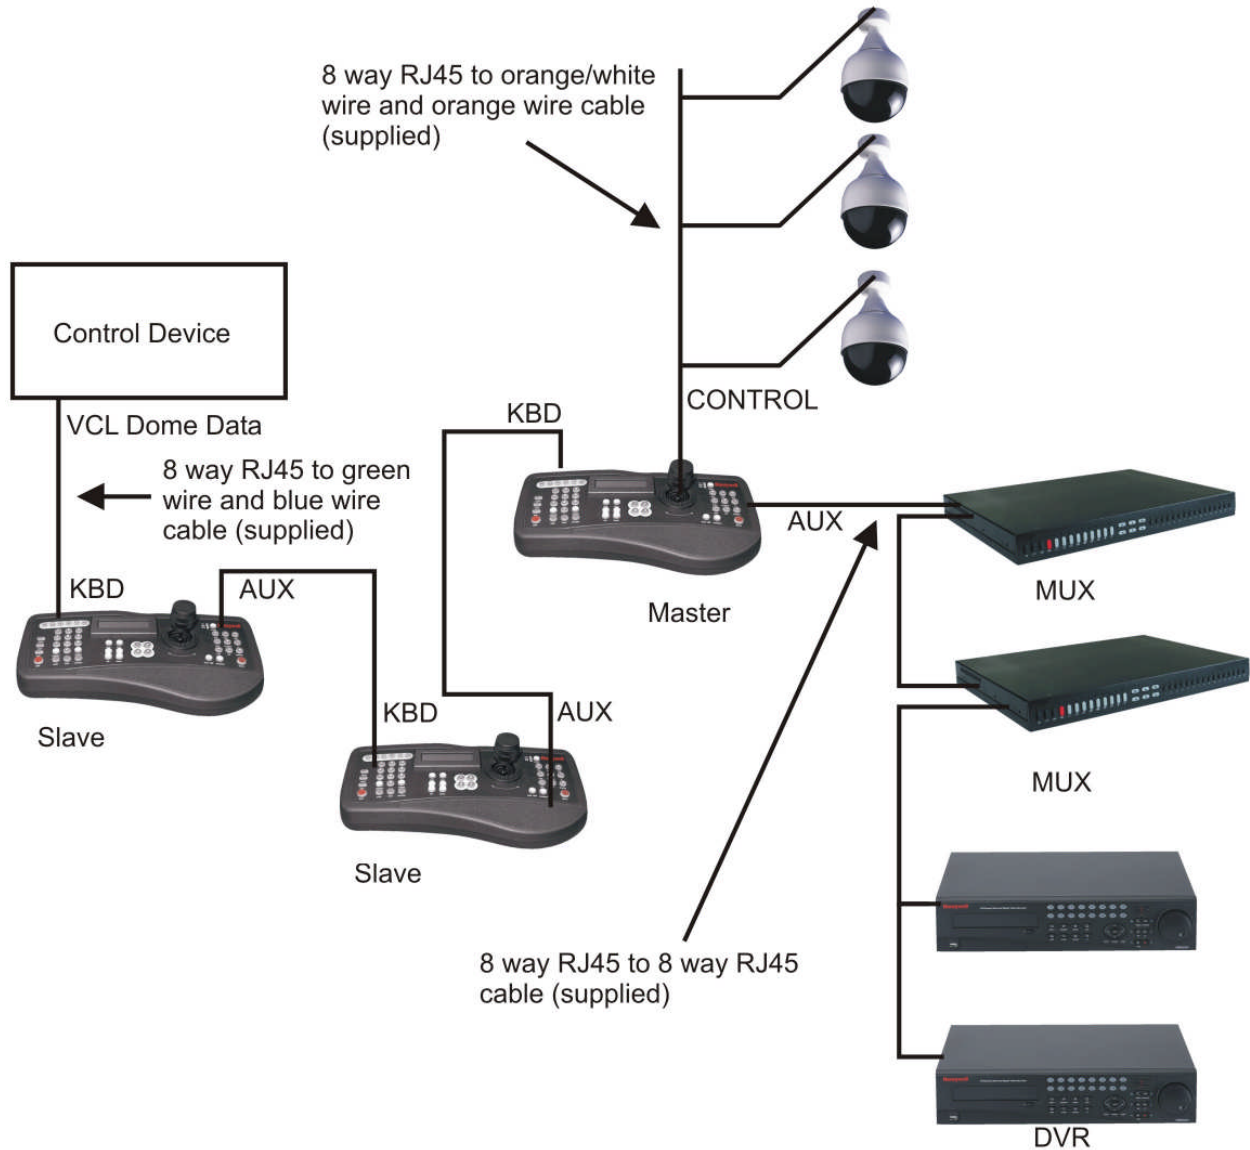 8 way RJ45 to orange/white
wire and orange wire cable
(supplied)
Control Device
VCL Dome Data
8 way RJ45 to green
wire and blue wire
cable (supplied)
KBD
AUX
Slave
KBD
AUX
Slave
KBD
CONTROL
AUX
Master
MUX
MUX
8 way RJ45 to 8 way RJ45
cable (supplied)
Honeywell
Honeywell
DVR